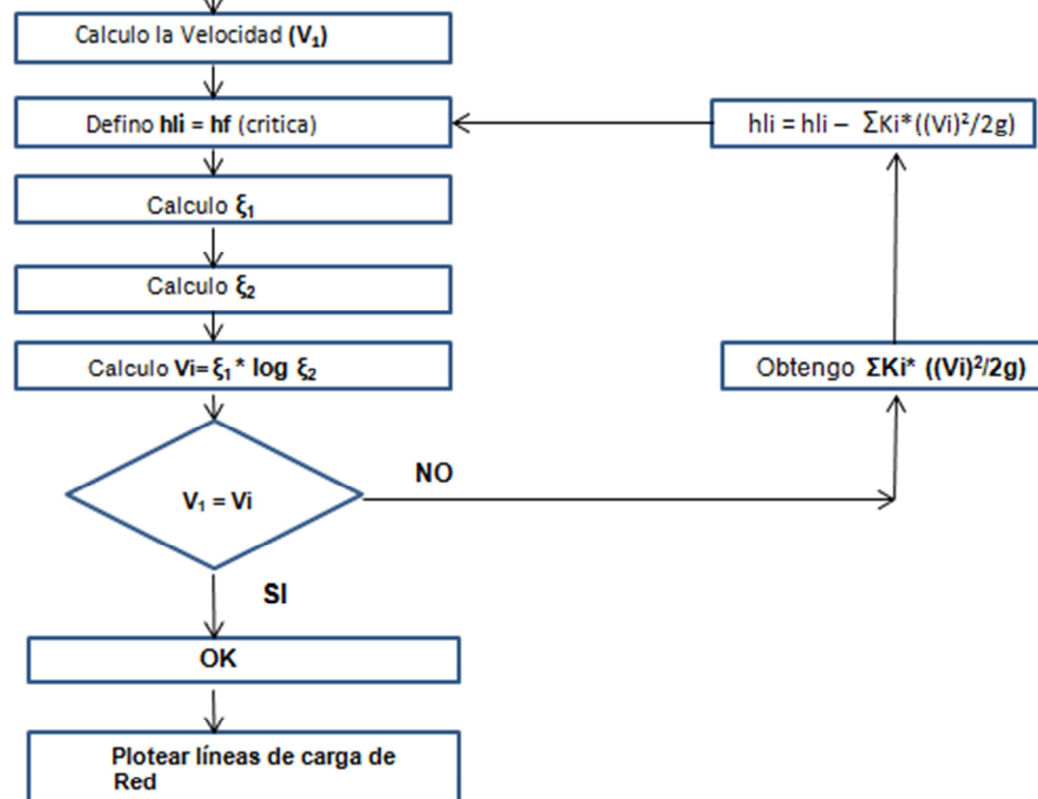 Calculo la Velocidad (V₁)
Defino hli = hf (critica)
hli = hli – ∑Ki*((Vi)²/2g)
Calculo ξ₁
Calculo ξ₂
Calculo Vi=ξ₁* log ξ₂
Obtengo ΣKi* ((Vi)²/2g)
NO
V₁ = Vi
SI
OK
Plotear líneas de carga de
Red